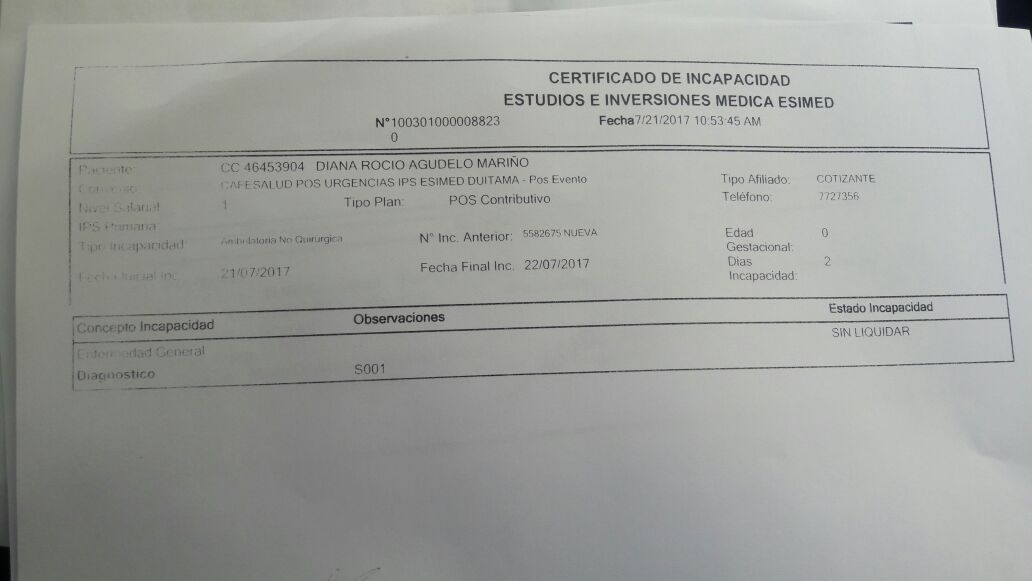 CERTIFICADO DE INCAPACIDAD
ESTUDIOS E INVERSIONES MEDICA ESIMED
N°100301000008823 Fecha7/21/2017 10:53:45 AM
0
Paciente: CC 46453904 DIANA ROCIO AGUDELO MARIÑO
Convenio: CAFESALUD POS URGENCIAS IPS ESIMED DUITAMA - Pos Evento Tipo Afiliado: COTIZANTE
Nivel Salarial 1 Tipo Plan: POS Contributivo Teléfono: 7727356
IPS Primaria:
Tipo Incapacidad: Ambulatoria No Quirúrgica N° Inc. Anterior: 5582675 NUEVA Edad Gestacional: 0
Fecha Inicial Inc. 21/07/2017 Fecha Final Inc. 22/07/2017 Dias Incapacidad: 2
Concepto Incapacidad Observaciones Estado Incapacidad
Enfermedad General SIN LIQUIDAR
Diagnostico S001